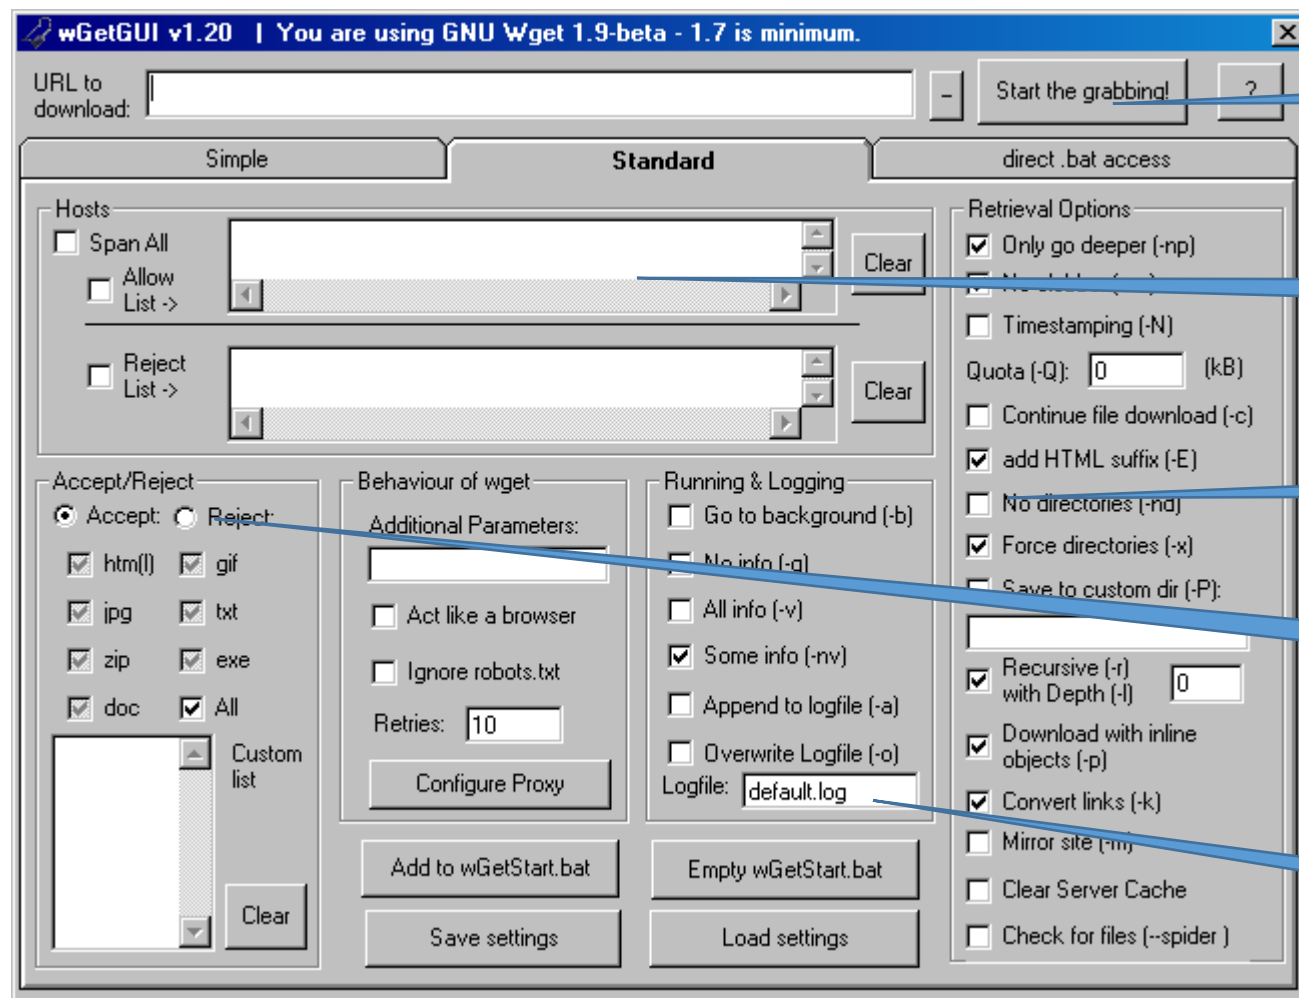 wGetGUI v1.20 | You are using GNU Wget 1.9-beta - 1.7 is minimum.
URL to
download:
-
Start the grabbing!
?
Simple
Standard
direct .bat access
Hosts
Span All
Allow
List ->
Clear
Reject
List ->
Clear
Accept/Reject
Accept:
Reject:
htm(l)
gif
jpg
txt
zip
exe
doc
All
Custom
list
Clear
Behaviour of wget
Additional Parameters:
Act like a browser
Ignore robots.txt
Retries:
10
Configure Proxy
Running & Logging
Go to background (-b)
No info (-q)
All info (-v)
Some info (-nv)
Append to logfile (-a)
Overwrite Logfile (-o)
Logfile:
default.log
Add to wGetStart.bat
Empty wGetStart.bat
Save settings
Load settings
Retrieval Options
Only go deeper (-np)
Timestamping (-N)
Quota (-Q):
0
(kB)
Continue file download (-c)
add HTML suffix (-E)
No directories (-nd)
Force directories (-x)
Save to custom dir (-P):
Recursive (-r)
with Depth (-l)
0
Download with inline
objects (-p)
Convert links (-k)
Mirror site (-m)
Clear Server Cache
Check for files (--spider )